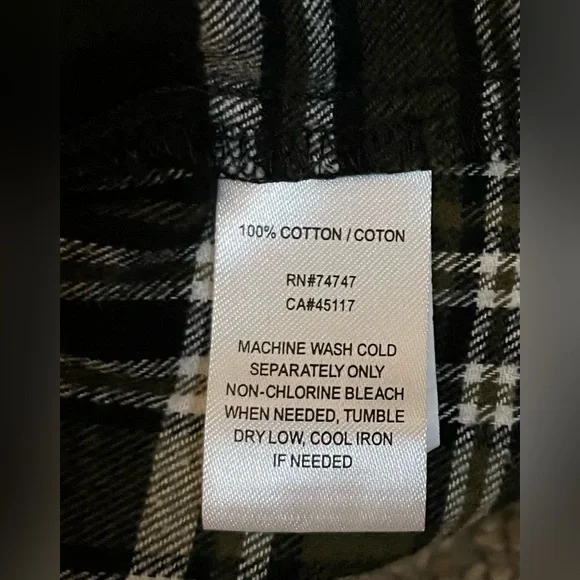 100% COTTON / COTON
RN#74747
CA#45117
MACHINE WASH COLD
SEPARATELY ONLY
NON-CHLORINE BLEACH
WHEN NEEDED, TUMBLE
DRY LOW, COOL IRON
IF NEEDED